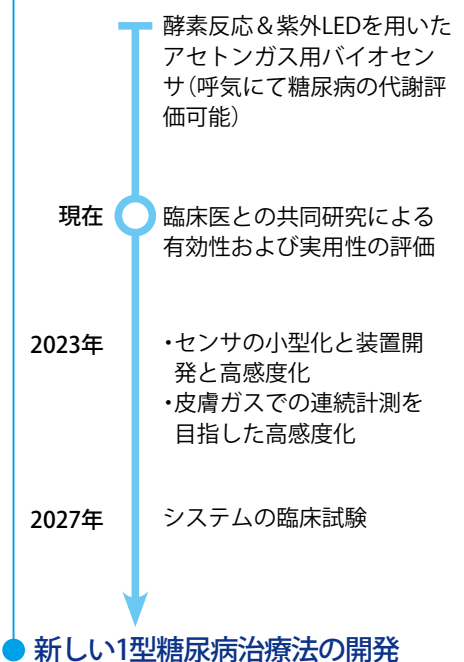 酵素反応＆紫外LEDを用いた
アセトンガス用バイオセン
サ（呼気にて糖尿病の代謝評
価可能）
現在
臨床医との共同研究による
有効性および実用性の評価
2023年
・センサの小型化と装置開
発と高感度化
・皮膚ガスでの連続計測を
目指した高感度化
2027年
システムの臨床試験
新しい1型糖尿病治療法の開発